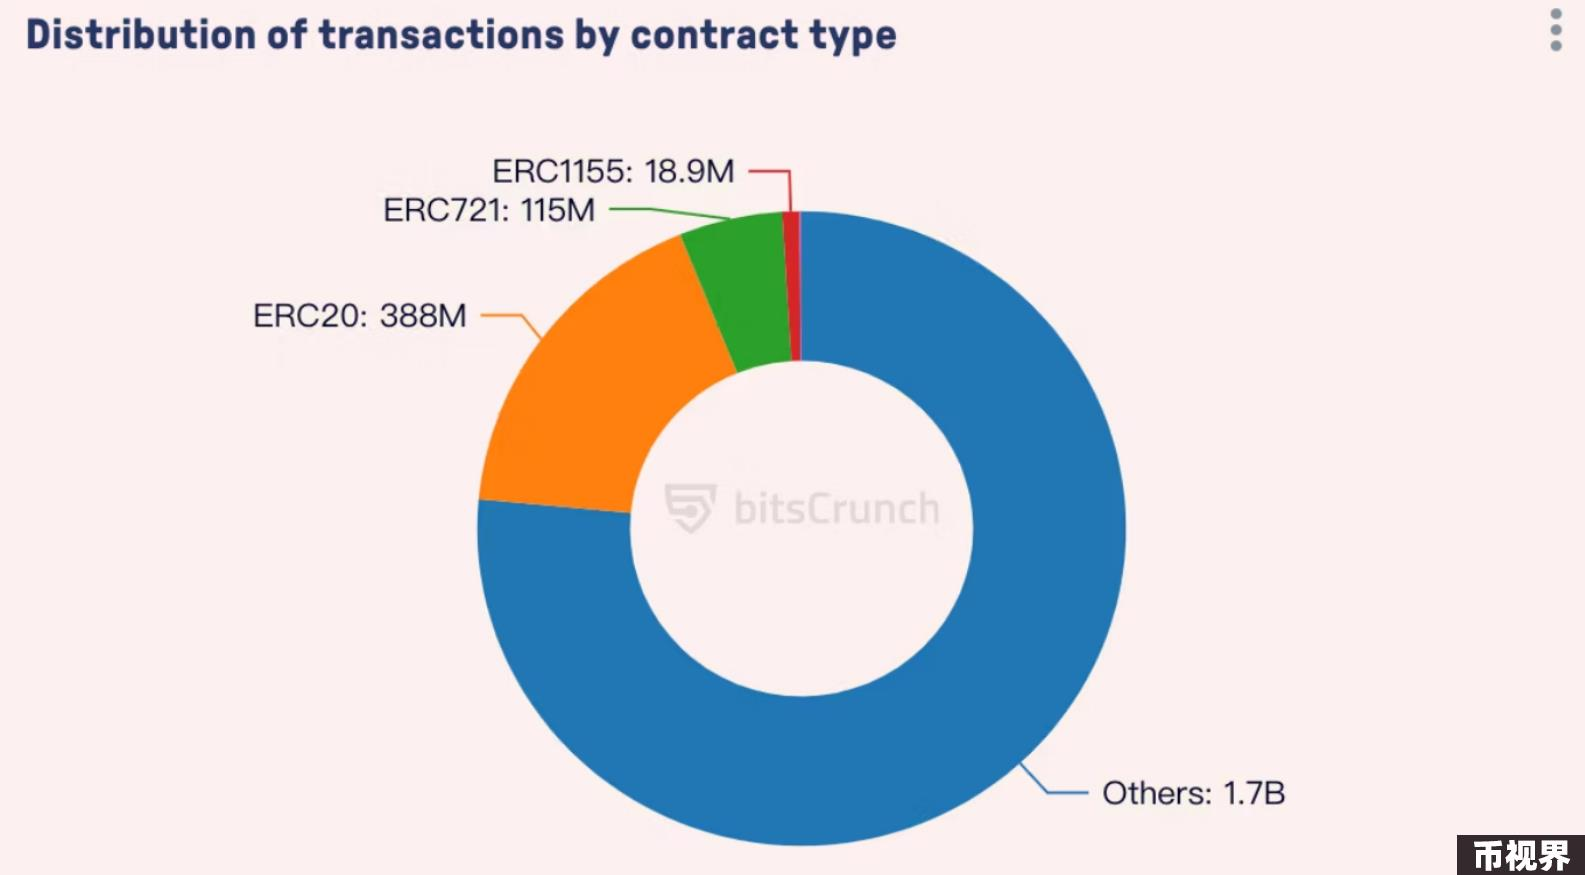 Distribution of transactions by contract type
ERC1155: 18.9M
ERC721: 115M
ERC20: 388M
bitsCrunch
Others: 1.7B
币视界